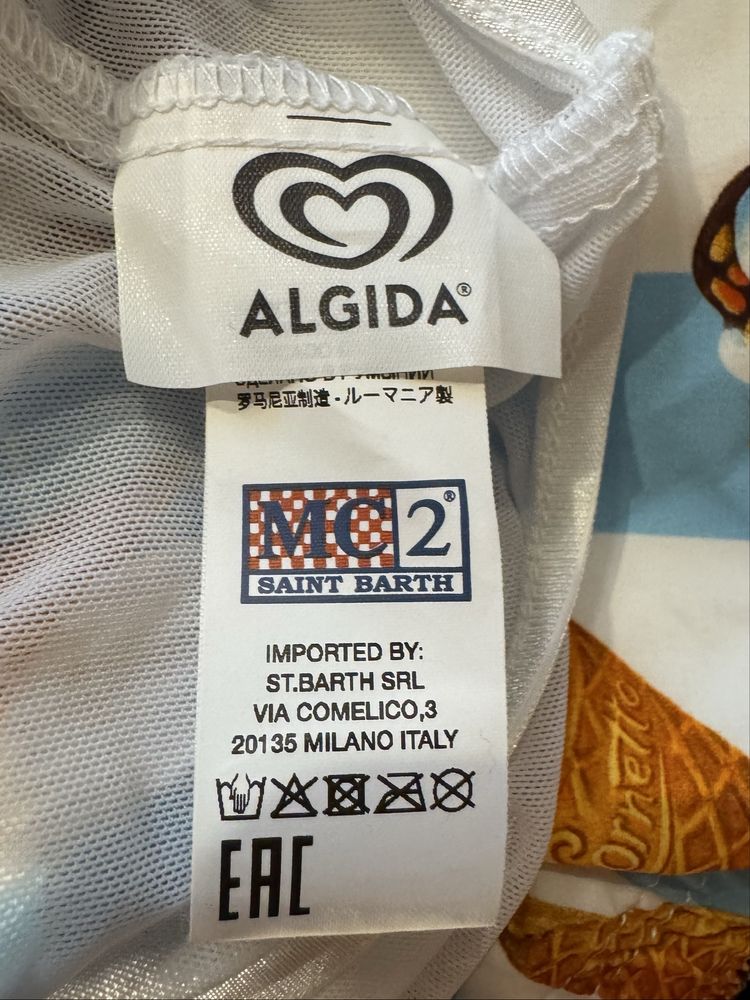 ALGIDA®
罗马尼亚制造 - ルーマニア製
MC2®
SAINT BARTH
IMPORTED BY:
ST.BARTH SRL
VIA COMELICO,3
20135 MILANO ITALY
EAC
ornetto